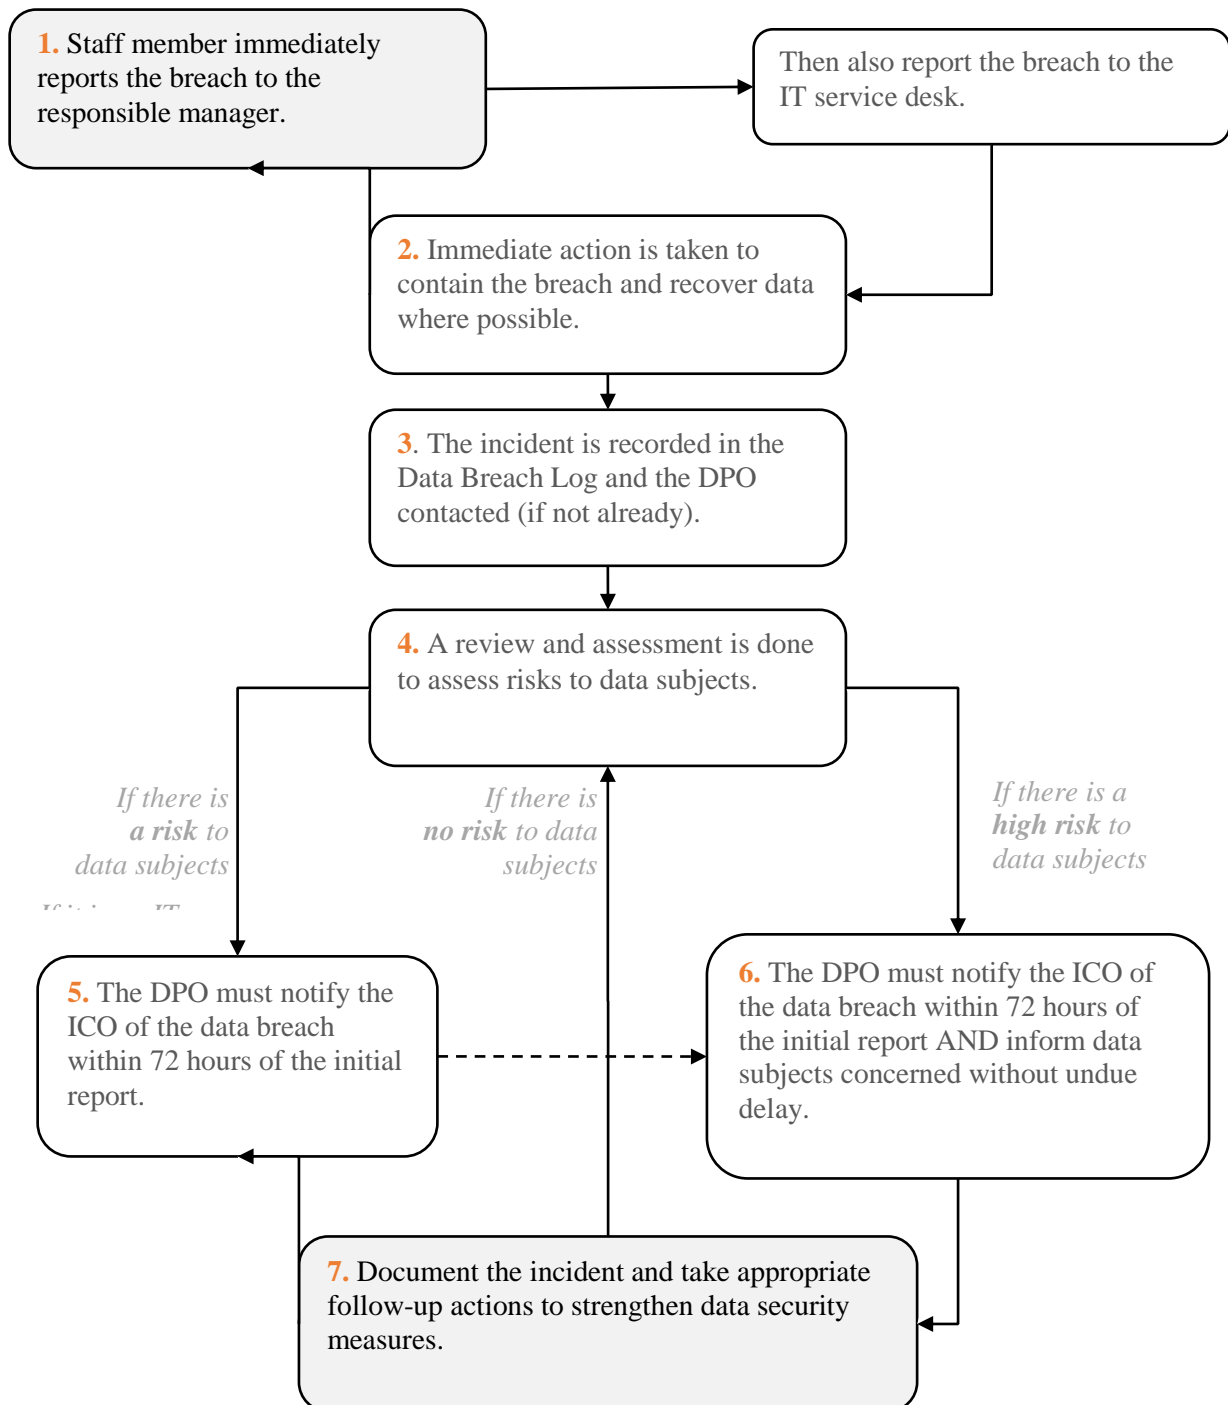 1. Staff member immediately
reports the breach to the
responsible manager.
Then also report the breach to the
IT service desk.
2. Immediate action is taken to
contain the breach and recover data
where possible.
3. The incident is recorded in the
Data Breach Log and the DPO
contacted (if not already).
4. A review and assessment is done
to assess risks to data subjects.
If there is
a risk to
data subjects
If there is
no risk to data
subjects
If there is a
high risk to
data subjects
5. The DPO must notify the
ICO of the data breach
within 72 hours of the initial
report.
6. The DPO must notify the ICO of
the data breach within 72 hours of
the initial report AND inform data
subjects concerned without undue
delay.
7. Document the incident and take appropriate
follow-up actions to strengthen data security
measures.